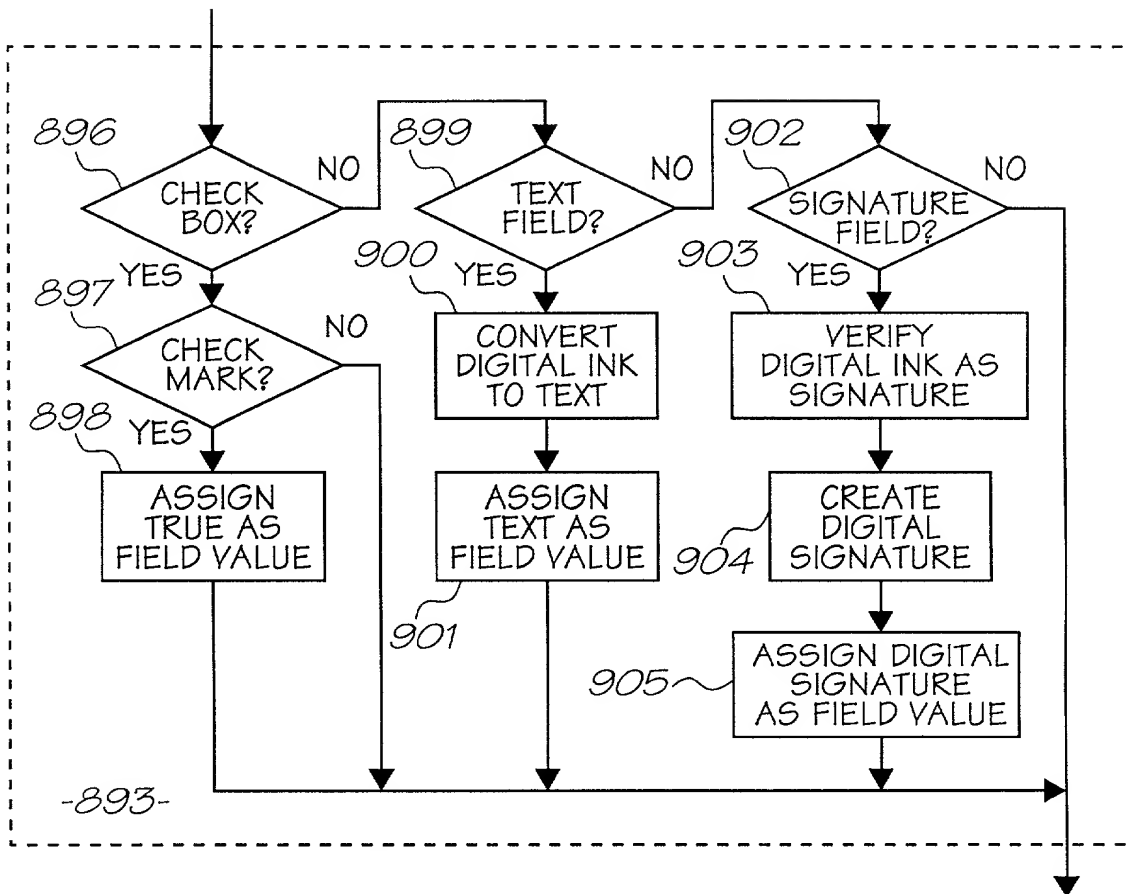 896
CHECK
BOX?
NO
YES
897
CHECK
MARK?
NO
YES
898
ASSIGN
TRUE AS
FIELD VALUE
899
TEXT
FIELD?
NO
YES
900
CONVERT
DIGITAL INK
TO TEXT
ASSIGN
TEXT AS
FIELD VALUE
901
902
SIGNATURE
FIELD?
NO
YES
903
VERIFY
DIGITAL INK AS
SIGNATURE
CREATE
DIGITAL
SIGNATURE
904
ASSIGN DIGITAL
SIGNATURE
AS FIELD VALUE
905
-893-